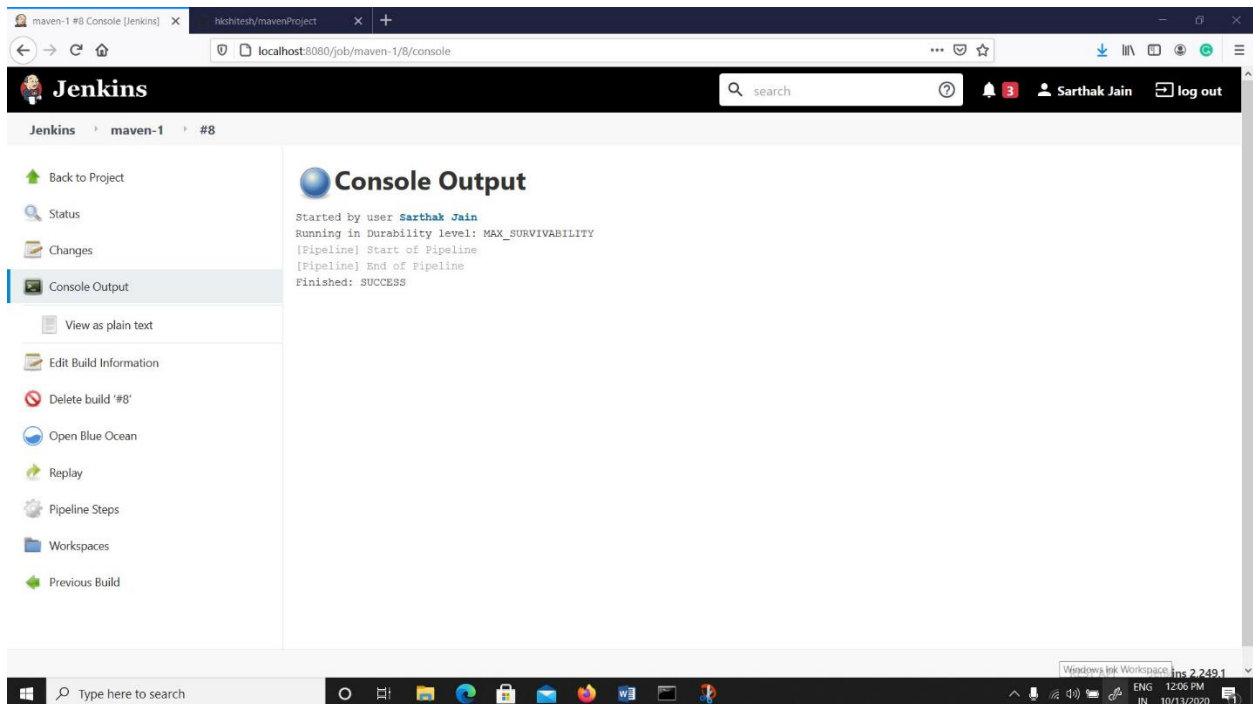 maven-1 #8 Console [Jenkins]
hkshitesh/mavenProject
localhost:8080/job/maven-1/8/console
Jenkins
search
3
Sarthak Jain
log out
Jenkins
maven-1
#8
Back to Project
Status
Changes
Console Output
View as plain text
Edit Build Information
Delete build '#8'
Open Blue Ocean
Replay
Pipeline Steps
Workspaces
Previous Build
Console Output
Started by user Sarthak Jain
Running in Durability level: MAX_SURVIVABILITY
[Pipeline] Start of Pipeline
[Pipeline] End of Pipeline
Finished: SUCCESS
Windows Ink Workspace
ins 2.249.1
Type here to search
ENG
IN
12:06 PM
10/13/2020